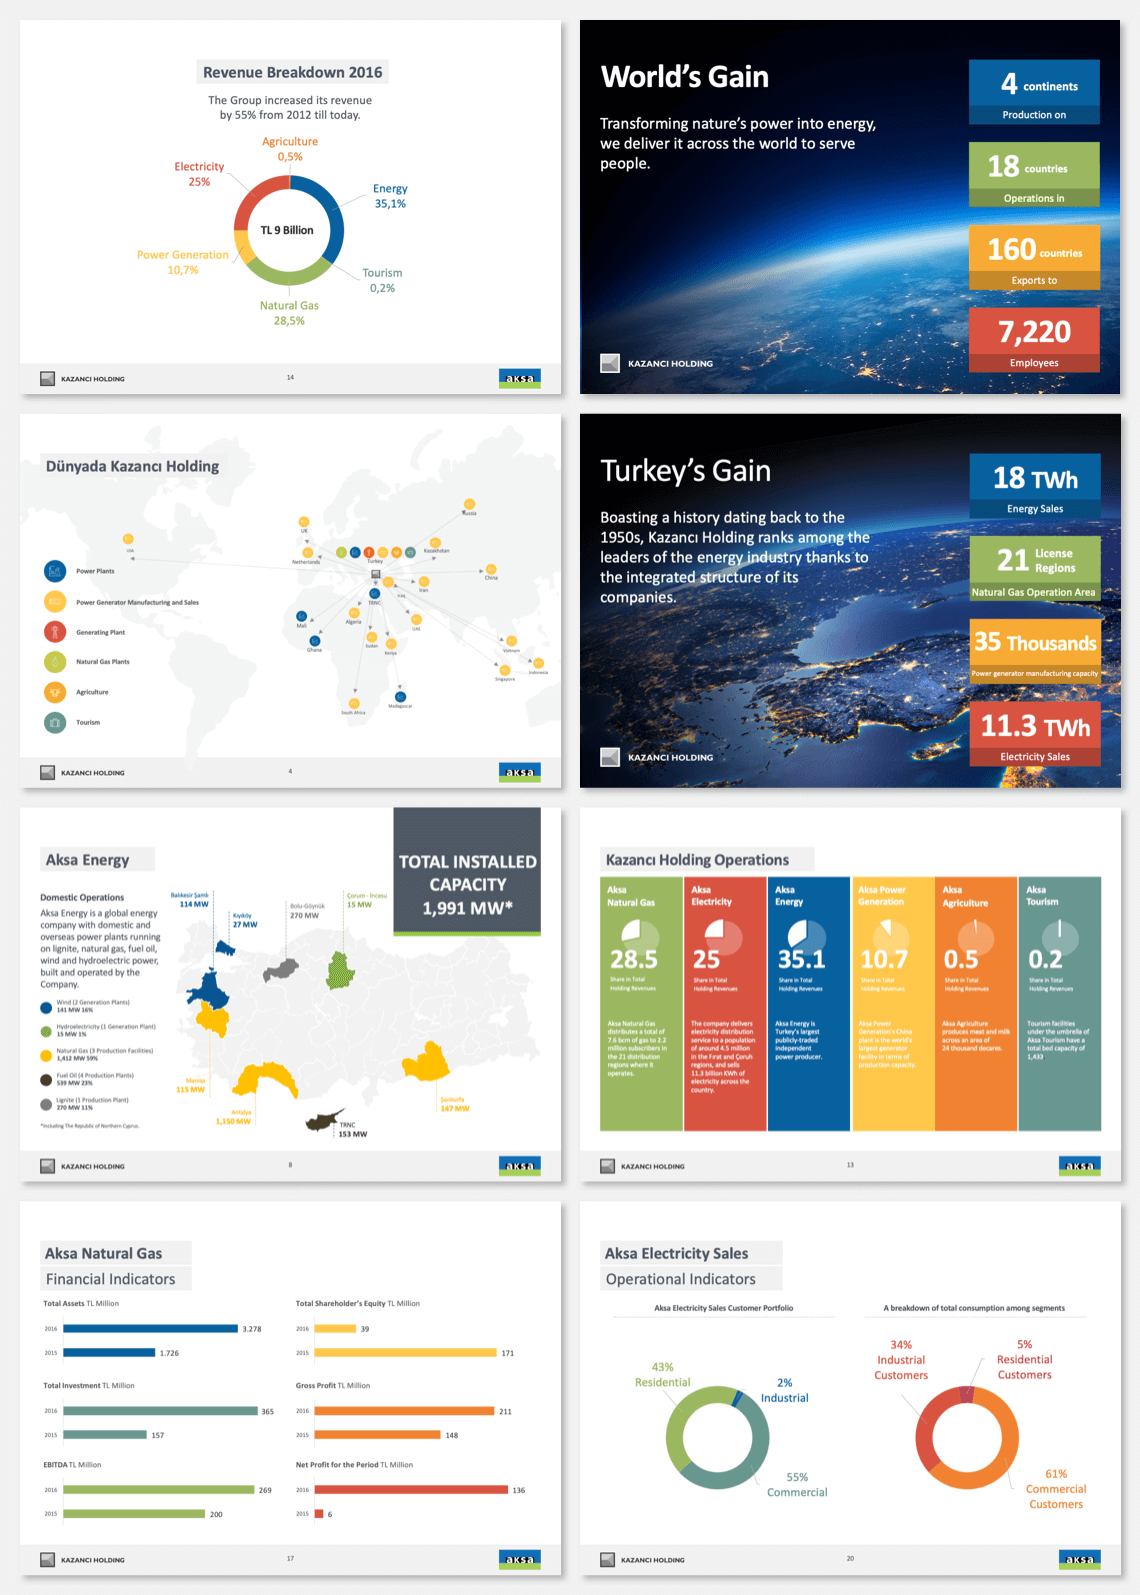 Revenue Breakdown 2016
The Group increased its revenue
by 55% from 2012 till today.
Agriculture
0,5%
Electricity
25%
Energy
35,1%
TL 9 Billion
Power Generation
10,7%
Tourism
0,2%
Natural Gas
28,5%
KAZANCI HOLDING
14
aksa
World's Gain
Transforming nature's power into energy,
we deliver it across the world to serve
people.
4 continents
Production on
18 countries
Operations in
160 countries
Exports to
7,220
Employees
KAZANCI HOLDING
Dünyada Kazancı Holding
Power Plants
Power Generator Manufacturing and Sales
Generating Plant
Natural Gas Plants
Agriculture
Tourism
USA
UK
Netherlands
Turkey
Russia
Kazakhstan
China
Iran
Iraq
TRNC
Algeria
UAE
Mali
Ghana
Sudan
Kenya
Vietnam
Indonesia
Singapore
South Africa
Madagascar
KAZANCI HOLDING
4
aksa
Turkey's Gain
Boasting a history dating back to the
1950s, Kazancı Holding ranks among the
leaders of the energy industry thanks to
the integrated structure of its
companies.
18 TWh
Energy Sales
21 License
Regions
Natural Gas Operation Area
35 Thousands
Power generator manufacturing capacity
11.3 TWh
Electricity Sales
KAZANCI HOLDING
Aksa Energy
TOTAL INSTALLED
CAPACITY
1,991 MW*
Domestic Operations
Aksa Energy is a global energy
company with domestic and
overseas power plants running
on lignite, natural gas, fuel oil,
wind and hydroelectric power,
built and operated by the
Company.
Wind (2 Generation Plants)
141 MW 16%
Hydroelectricity (1 Generation Plant)
15 MW 1%
Natural Gas (3 Production Facilities)
1,412 MW 59%
Fuel Oil (4 Production Plants)
539 MW 23%
Lignite (1 Production Plant)
270 MW 11%
*Including The Republic of Northern Cyprus.
Balıkesir Şamlı
114 MW
Kıyıköy
27 MW
Bolu-Göynük
270 MW
Çorum - İncesu
15 MW
Manisa
115 MW
Antalya
1,150 MW
TRNC
153 MW
Şanlıurfa
147 MW
KAZANCI HOLDING
8
aksa
Kazancı Holding Operations
Aksa
Natural Gas
28.5
Share in Total
Holding Revenues
Aksa Natural Gas
distributes a total of
7.6 bcm of gas to 2.2
million subscribers in
the 21 distribution
regions where it
operates.
Aksa
Electricity
25
Share in Total
Holding Revenues
The company delivers
electricity distribution
service to a population
of around 4.5 million
in the Fırat and Çoruh
regions, and sells
11.3 billion KWh of
electricity across the
country.
Aksa
Energy
35.1
Share in Total
Holding Revenues
Aksa Energy is
Turkey's largest
publicly-traded
independent
power producer.
Aksa Power
Generation
10.7
Share in Total
Holding Revenues
Aksa Power
Generation's China
plant is the world's
largest generator
facility in terms of
production capacity.
Aksa
Agriculture
0.5
Share in Total
Holding Revenues
Aksa Agriculture
produces meat and milk
across an area of
24 thousand decares.
Aksa
Tourism
0.2
Share in Total
Holding Revenues
Tourism facilities
under the umbrella of
Aksa Tourism have a
total bed capacity of
1,433
KAZANCI HOLDING
13
aksa
Aksa Natural Gas
Financial Indicators
Total Assets TL Million
2016 3.278
2015 1.726
Total Shareholder's Equity TL Million
2016 39
2015 171
Total Investment TL Million
2016 365
2015 157
Gross Profit TL Million
2016 211
2015 148
EBITDA TL Million
2016 269
2015 200
Net Profit for the Period TL Million
2016 136
2015 6
KAZANCI HOLDING
17
aksa
Aksa Electricity Sales
Operational Indicators
Aksa Electricity Sales Customer Portfolio
43%
Residential
2%
Industrial
55%
Commercial
A breakdown of total consumption among segments
34%
Industrial
Customers
5%
Residential
Customers
61%
Commercial
Customers
KAZANCI HOLDING
20
aksa